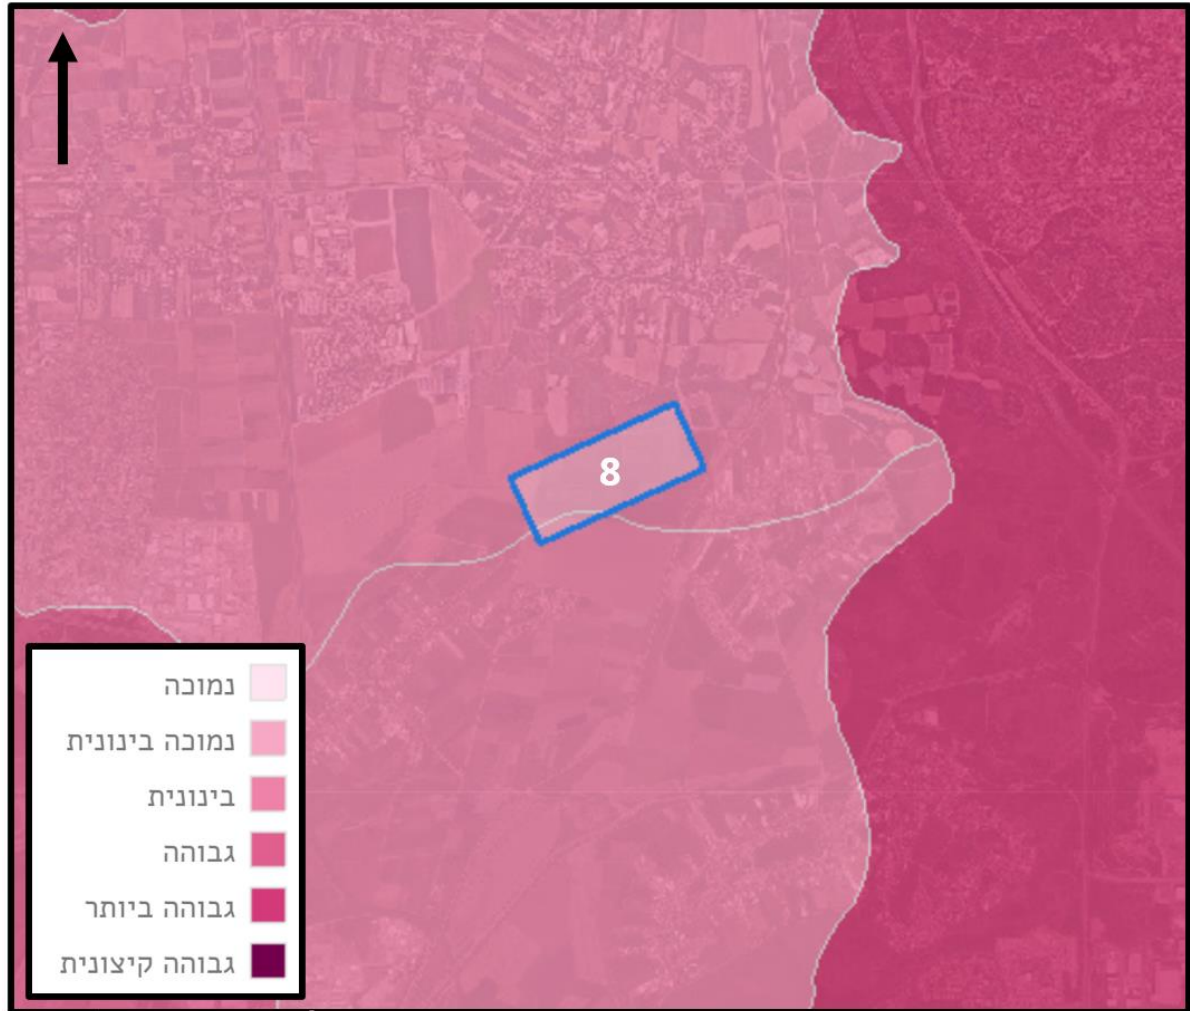 8
נמוכה
נמוכה בינונית
בינונית
גבוהה
גבוהה ביותר
גבוהה קיצונית